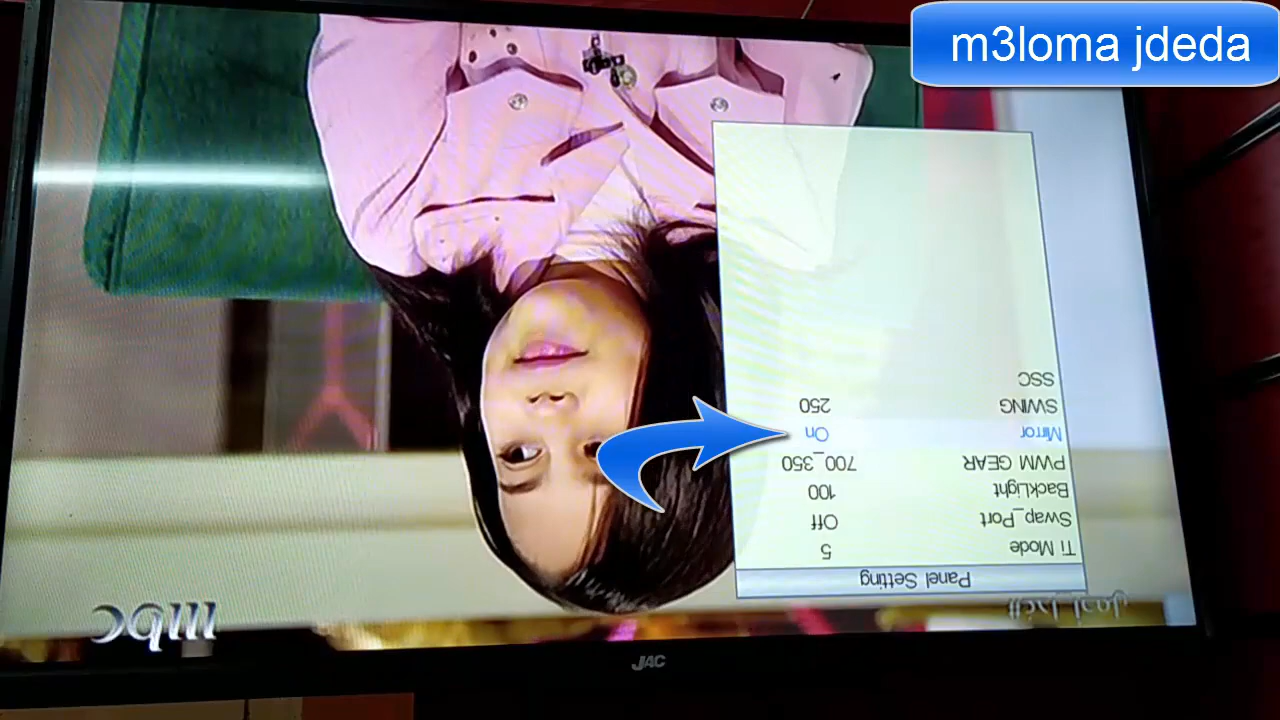 m3loma jdeda
SSC
SWING 250
Mirror On
PWM GEAR 700_350
BackLight 100
Swap_Port Off
Ti Mode 5
Panel Setting
mbc
JAC